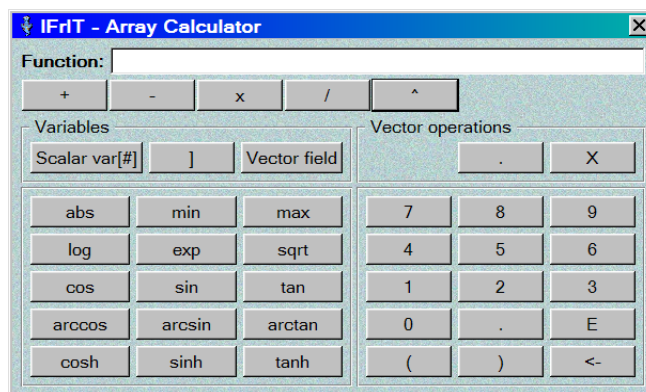 IFrIT - Array Calculator
Function:
+ - x / ^
Variables Vector operations
Scalar var[#] ] Vector field . X
abs min max 7 8 9
log exp sqrt 4 5 6
cos sin tan 1 2 3
arccos arcsin arctan 0 . E
cosh sinh tanh ( ) <-